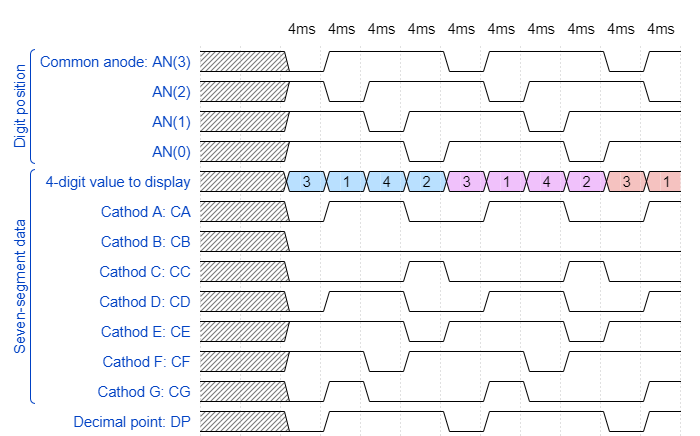 4ms 4ms 4ms 4ms 4ms 4ms 4ms 4ms 4ms 4ms
Digit position
Common anode: AN(3)
AN(2)
AN(1)
AN(0)
Seven-segment data
4-digit value to display 3 1 4 2 3 1 4 2 3 1
Cathod A: CA
Cathod B: CB
Cathod C: CC
Cathod D: CD
Cathod E: CE
Cathod F: CF
Cathod G: CG
Decimal point: DP